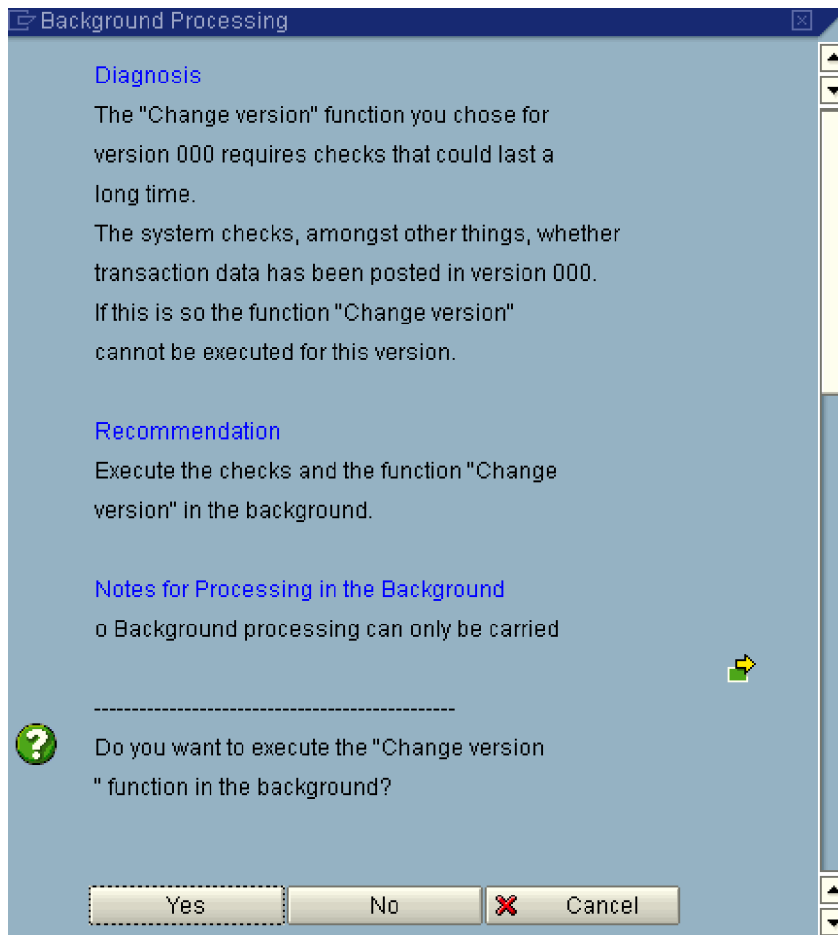 Background Processing
Diagnosis
The "Change version" function you chose for
version 000 requires checks that could last a
long time.
The system checks, amongst other things, whether
transaction data has been posted in version 000.
If this is so the function "Change version"
cannot be executed for this version.
Recommendation
Execute the checks and the function "Change
version" in the background.
Notes for Processing in the Background
o Background processing can only be carried
------------------------------------------------
Do you want to execute the "Change version
" function in the background?
Yes No Cancel